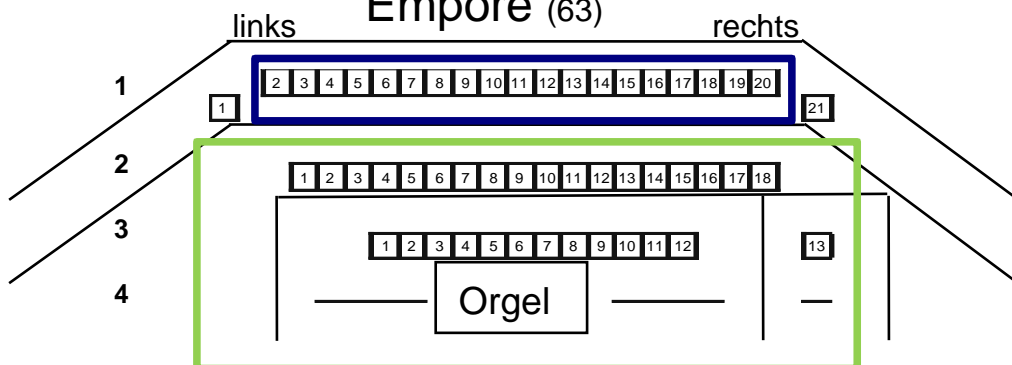 Empore (63)
links rechts
1 2 3 4 5 6 7 8 9 10 11 12 13 14 15 16 17 18 19 20
1 21
2 1 2 3 4 5 6 7 8 9 10 11 12 13 14 15 16 17 18
3 1 2 3 4 5 6 7 8 9 10 11 12 13
4 Orgel